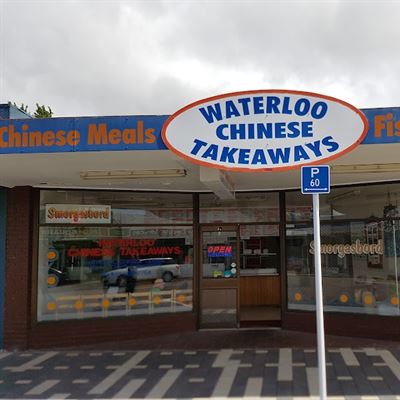 WATERLOO
CHINESE
TAKEAWAYS
Chinese Meals
Fis
P
60
Smorgasbord
WATERLOO
CHINESE TAKEAWAYS
OPEN
Smorgasbord